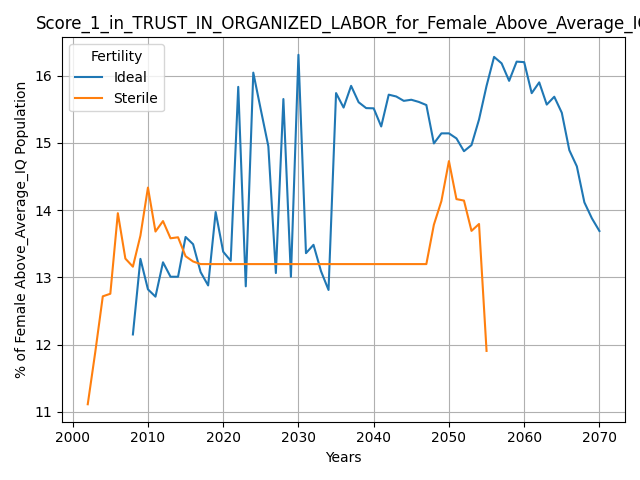 Score_1_in_TRUST_IN_ORGANIZED_LABOR_for_Female_Above_Average_IQ
Fertility
Ideal
Sterile
% of Female Above_Average_IQ Population
16
15
14
13
12
11
2000 2010 2020 2030 2040 2050 2060 2070
Years